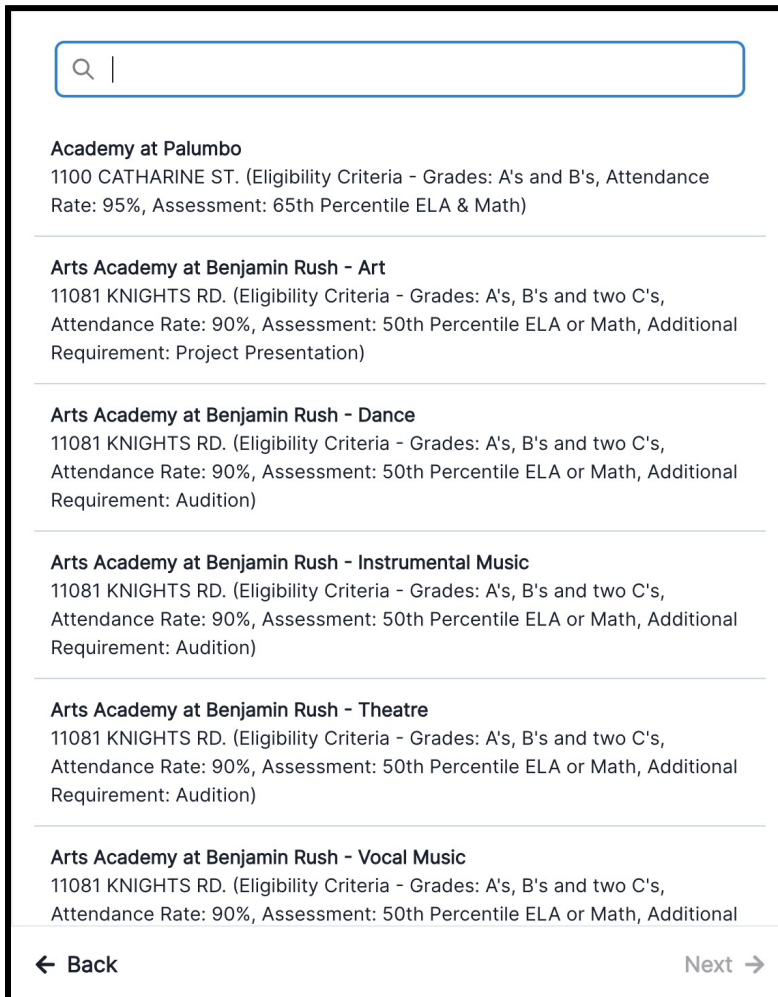 Academy at Palumbo
1100 CATHARINE ST. (Eligibility Criteria - Grades: A's and B's, Attendance
Rate: 95%, Assessment: 65th Percentile ELA & Math)
Arts Academy at Benjamin Rush - Art
11081 KNIGHTS RD. (Eligibility Criteria - Grades: A's, B's and two C's,
Attendance Rate: 90%, Assessment: 50th Percentile ELA or Math, Additional
Requirement: Project Presentation)
Arts Academy at Benjamin Rush - Dance
11081 KNIGHTS RD. (Eligibility Criteria - Grades: A's, B's and two C's,
Attendance Rate: 90%, Assessment: 50th Percentile ELA or Math, Additional
Requirement: Audition)
Arts Academy at Benjamin Rush - Instrumental Music
11081 KNIGHTS RD. (Eligibility Criteria - Grades: A's, B's and two C's,
Attendance Rate: 90%, Assessment: 50th Percentile ELA or Math, Additional
Requirement: Audition)
Arts Academy at Benjamin Rush - Theatre
11081 KNIGHTS RD. (Eligibility Criteria - Grades: A's, B's and two C's,
Attendance Rate: 90%, Assessment: 50th Percentile ELA or Math, Additional
Requirement: Audition)
Arts Academy at Benjamin Rush - Vocal Music
11081 KNIGHTS RD. (Eligibility Criteria - Grades: A's, B's and two C's,
Attendance Rate: 90%, Assessment: 50th Percentile ELA or Math, Additional
Back Next